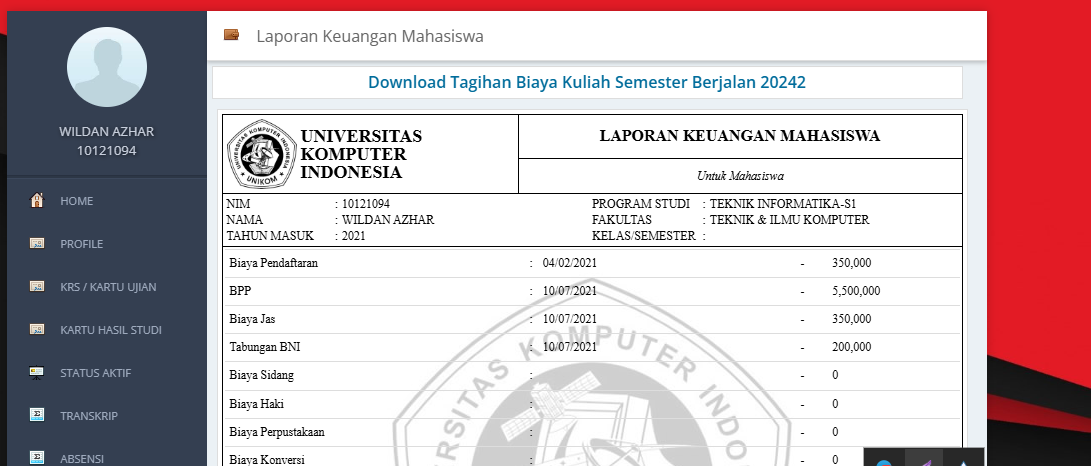 Laporan Keuangan Mahasiswa
Download Tagihan Biaya Kuliah Semester Berjalan 20242
WILDAN AZHAR
10121094
HOME
PROFILE
KRS / KARTU UJIAN
KARTU HASIL STUDI
STATUS AKTIF
TRANSKRIP
ABSENSI
UNIVERSITAS KOMPUTER INDONESIA
UNIKOM
UNIVERSITAS
KOMPUTER
INDONESIA
LAPORAN KEUANGAN MAHASISWA
Untuk Mahasiswa
NIM : 10121094 PROGRAM STUDI : TEKNIK INFORMATIKA-S1
NAMA : WILDAN AZHAR FAKULTAS : TEKNIK & ILMU KOMPUTER
TAHUN MASUK : 2021 KELAS/SEMESTER :
Biaya Pendaftaran : 04/02/2021 - 350,000
BPP : 10/07/2021 - 5,500,000
Biaya Jas : 10/07/2021 - 350,000
Tabungan BNI : 10/07/2021 - 200,000
Biaya Sidang : - 0
Biaya Haki : - 0
Biaya Perpustakaan : - 0
Biaya Konversi : - 0
ERSITAS KOMPUTER INDO